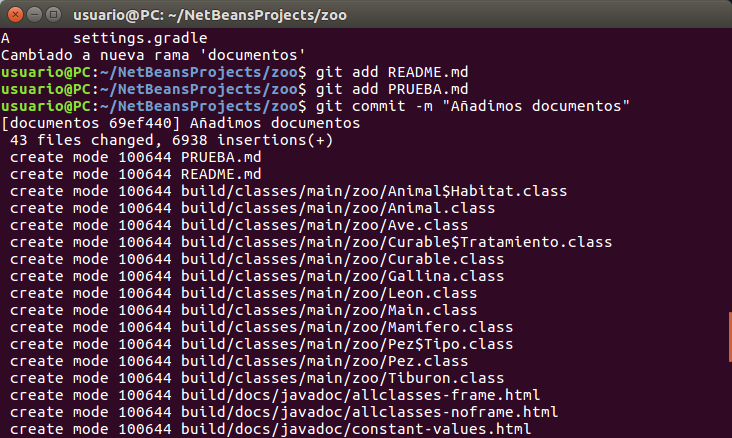 usuario@PC: ~/NetBeansProjects/zoo
A       settings.gradle
Cambiado a nueva rama 'documentos'
usuario@PC:~/NetBeansProjects/zoo$ git add README.md
usuario@PC:~/NetBeansProjects/zoo$ git add PRUEBA.md
usuario@PC:~/NetBeansProjects/zoo$ git commit -m "Añadimos documentos"
[documentos 69ef440] Añadimos documentos
 43 files changed, 6938 insertions(+)
 create mode 100644 PRUEBA.md
 create mode 100644 README.md
 create mode 100644 build/classes/main/zoo/Animal$Habitat.class
 create mode 100644 build/classes/main/zoo/Animal.class
 create mode 100644 build/classes/main/zoo/Ave.class
 create mode 100644 build/classes/main/zoo/Curable$Tratamiento.class
 create mode 100644 build/classes/main/zoo/Curable.class
 create mode 100644 build/classes/main/zoo/Gallina.class
 create mode 100644 build/classes/main/zoo/Leon.class
 create mode 100644 build/classes/main/zoo/Main.class
 create mode 100644 build/classes/main/zoo/Mamifero.class
 create mode 100644 build/classes/main/zoo/Pez$Tipo.class
 create mode 100644 build/classes/main/zoo/Pez.class
 create mode 100644 build/classes/main/zoo/Tiburon.class
 create mode 100644 build/docs/javadoc/allclasses-frame.html
 create mode 100644 build/docs/javadoc/allclasses-noframe.html
 create mode 100644 build/docs/javadoc/constant-values.html